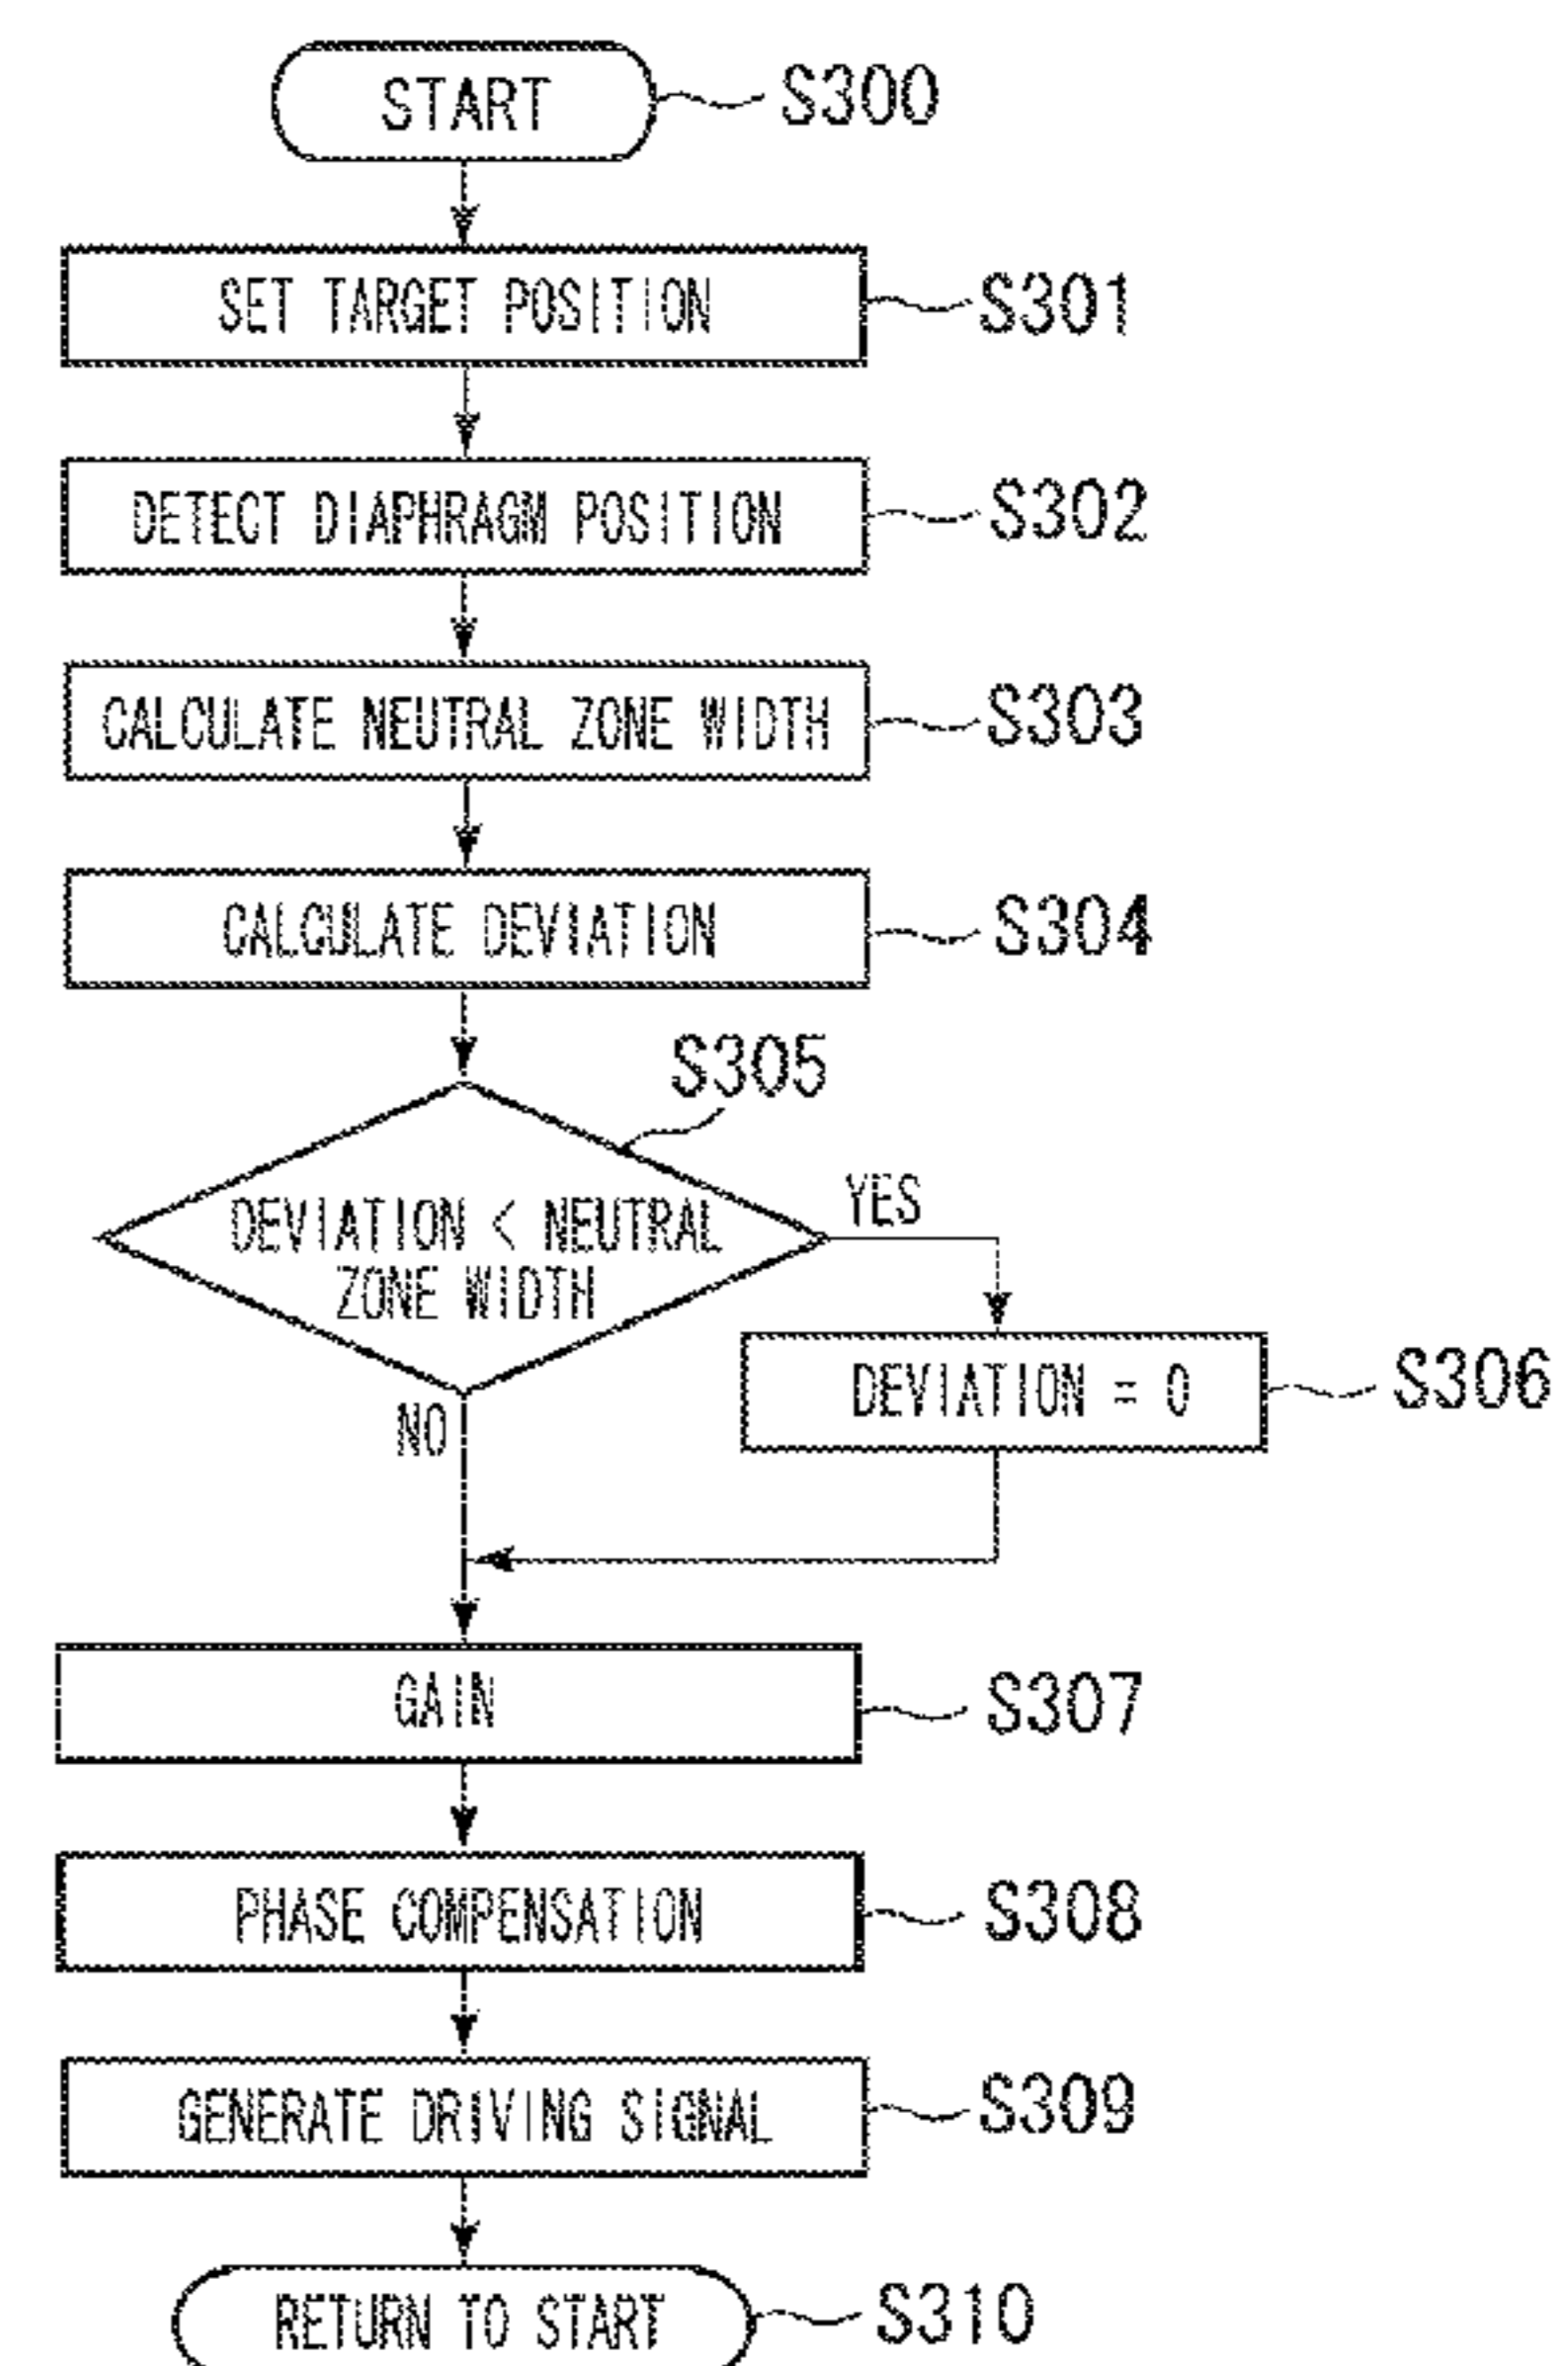 START
S300
SET TARGET POSITION
S301
DETECT DIAPHRAGM POSITION
S302
CALCULATE NEUTRAL ZONE WIDTH
S303
CALCULATE DEVIATION
S304
S305
DEVIATION < NEUTRAL
ZONE WIDTH
YES
DEVIATION = 0
S306
NO
GAIN
S307
PHASE COMPENSATION
S308
GENERATE DRIVING SIGNAL
S309
RETURN TO START
S310